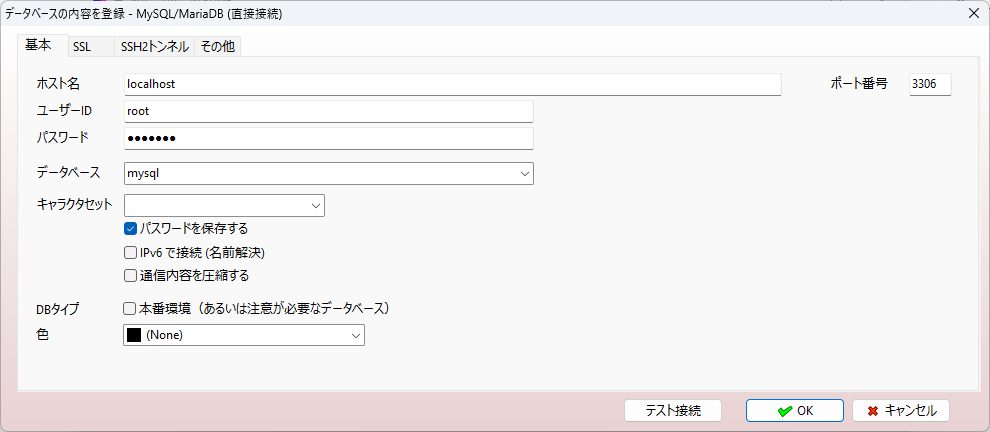 データベースの内容を登録 - MySQL/MariaDB (直接接続)
基本 SSL SSH2トンネル その他
ホスト名 localhost ポート番号 3306
ユーザーID root
パスワード ●●●●●●●
データベース mysql
キャラクタセット
パスワードを保存する
IPv6 で接続 (名前解決)
通信内容を圧縮する
DBタイプ 本番環境（あるいは注意が必要なデータベース）
色 (None)
テスト接続 OK キャンセル